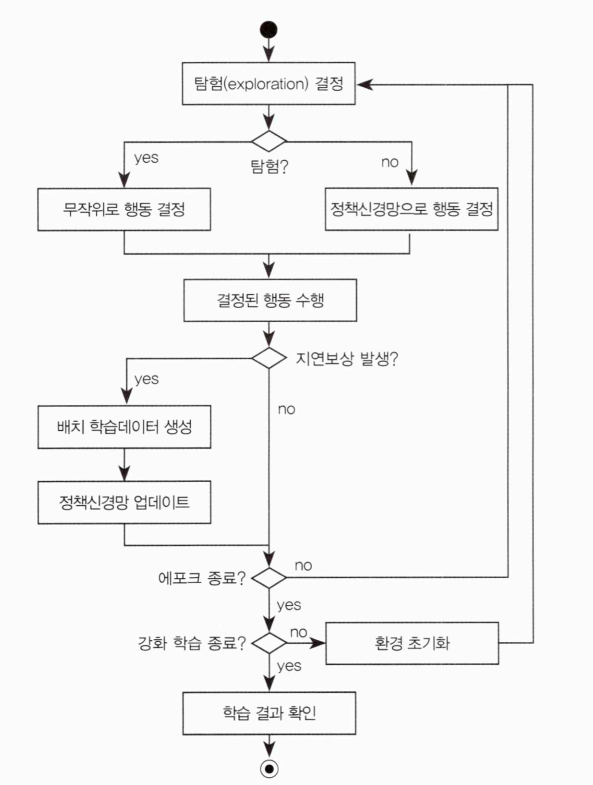 탐험(exploration) 결정
yes
탐험?
no
무작위로 행동 결정
정책신경망으로 행동 결정
결정된 행동 수행
지연보상 발생?
yes
no
배치 학습데이터 생성
정책신경망 업데이트
에포크 종료?
no
yes
강화 학습 종료?
no
환경 초기화
yes
학습 결과 확인